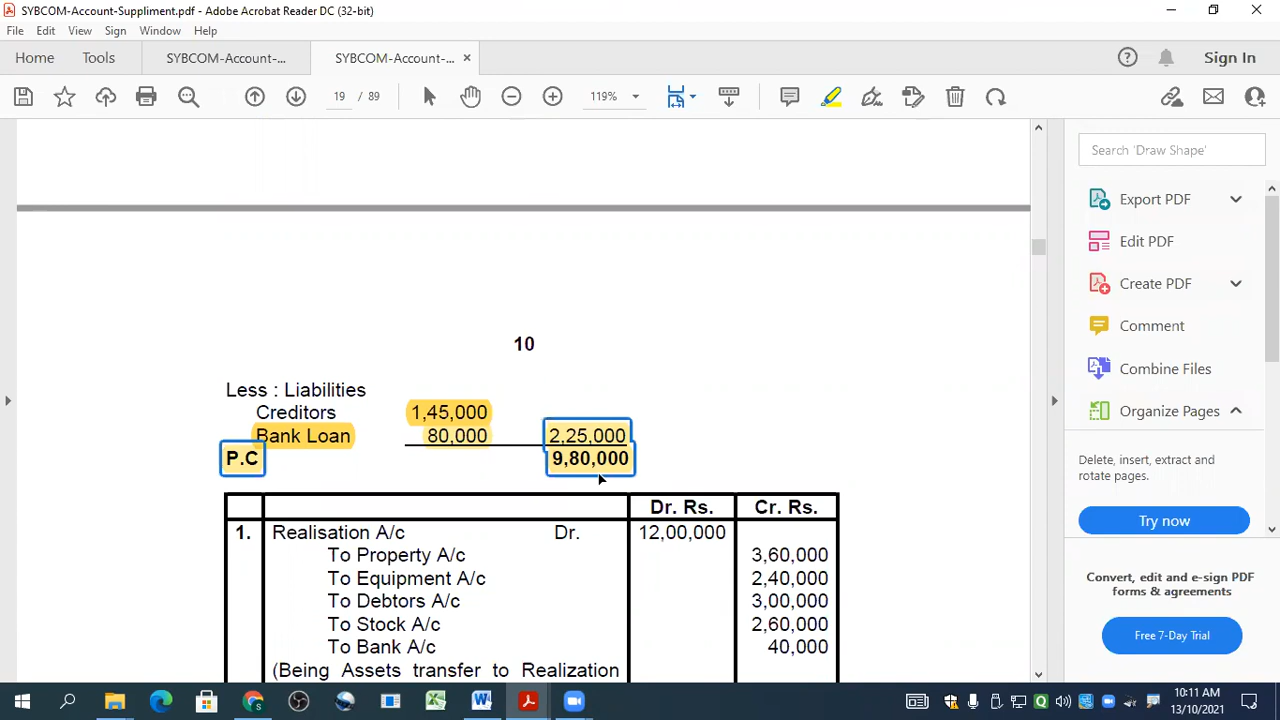 SYBCOM-Account-Suppliment.pdf - Adobe Acrobat Reader DC (32-bit)
File Edit View Sign Window Help
Home Tools SYBCOM-Account-... SYBCOM-Account-... × Sign In
19 / 89 119%
Search 'Draw Shape'
Export PDF
Edit PDF
Create PDF
Comment
Combine Files
Organize Pages
Delete, insert, extract and
rotate pages.
Try now
Convert, edit and e-sign PDF
forms & agreements
Free 7-Day Trial
10
Less : Liabilities
Creditors 1,45,000
Bank Loan 80,000 2,25,000
P.C 9,80,000
Dr. Rs. Cr. Rs.
1. Realisation A/c Dr. 12,00,000
To Property A/c 3,60,000
To Equipment A/c 2,40,000
To Debtors A/c 3,00,000
To Stock A/c 2,60,000
To Bank A/c 40,000
(Being Assets transfer to Realization
10:11 AM
13/10/2021